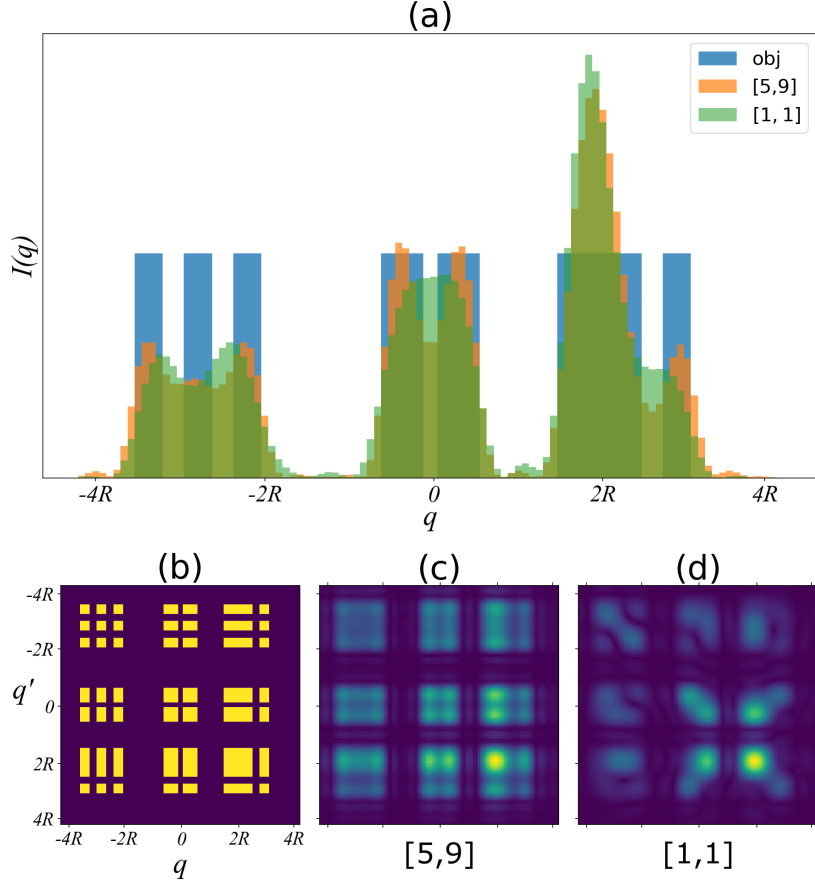 (a)
obj
[5,9]
[1, 1]
I(q)
-4R -2R 0 2R 4R
q
(b) (c) (d)
-4R
-2R
q'
0
2R
4R
-4R -2R 0 2R 4R
q
[5,9] [1,1]